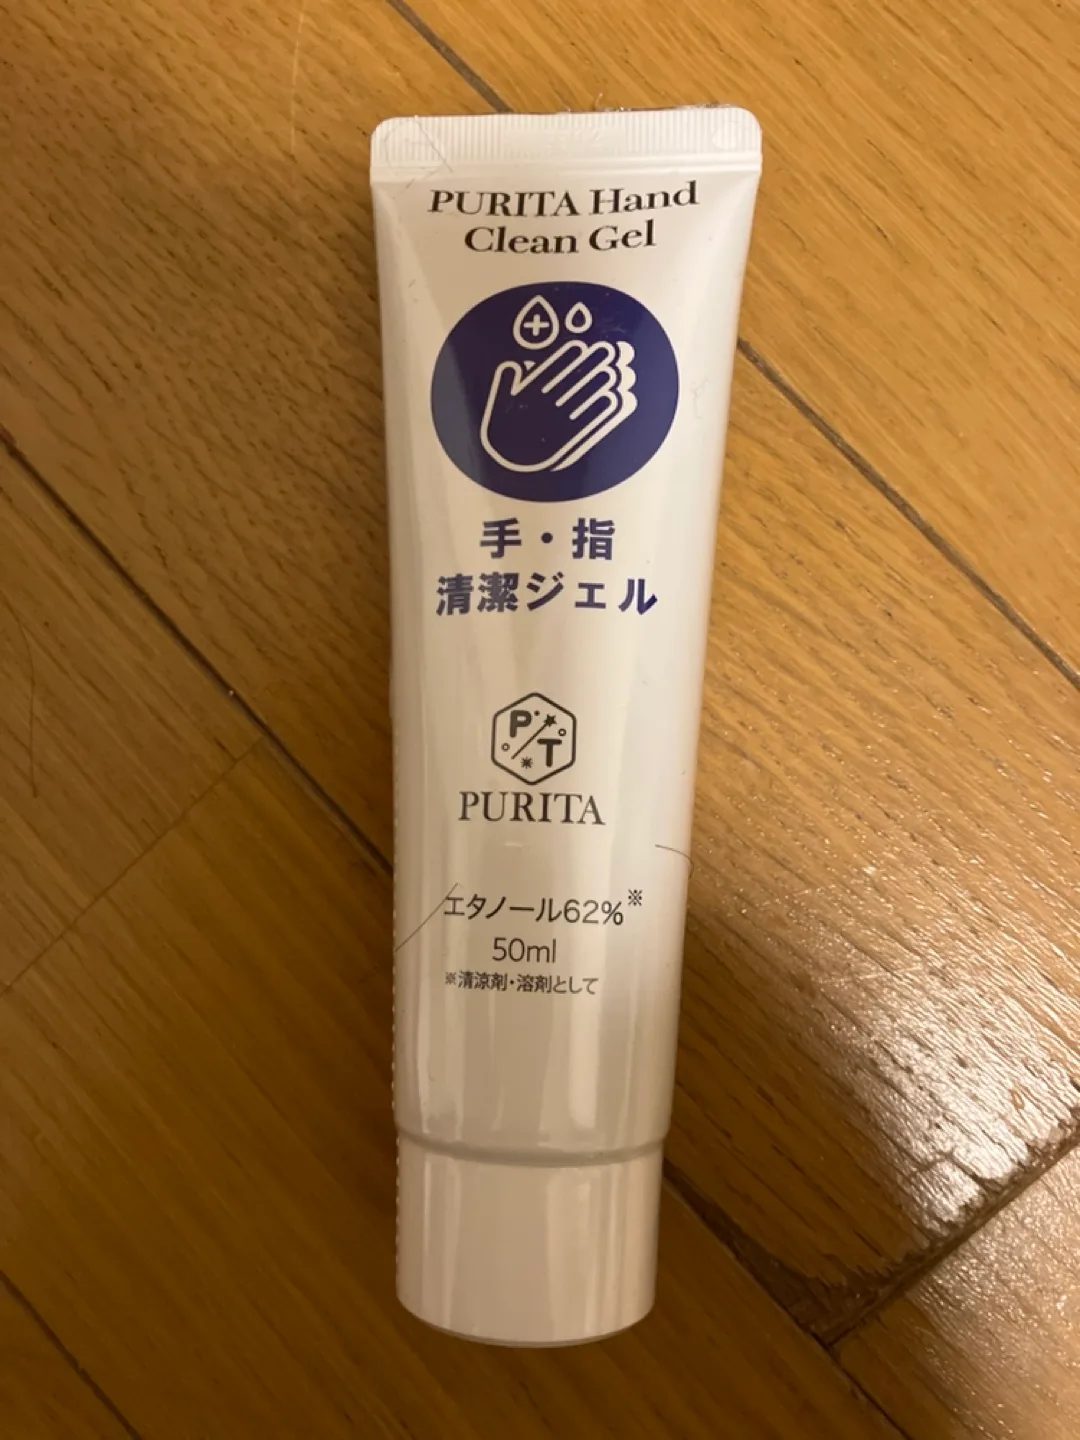 PURITA Hand
Clean Gel
手・指
清潔ジェル
P
T
PURITA
エタノール62%※
50ml
※清涼剤・溶剤として